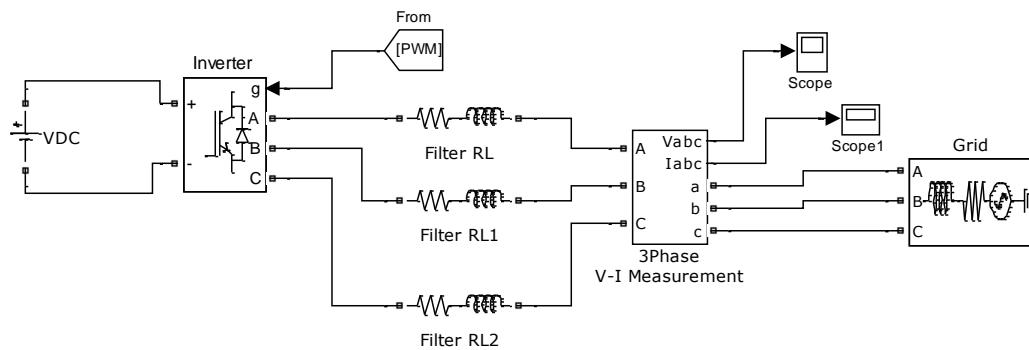 From
[PWM]
Inverter
g
+
A
VDC
B
-
C
Filter RL
Filter RL1
Filter RL2
Scope
Scope1
A
Vabc
Iabc
B
a
b
C
c
3Phase
V-I Measurement
Grid
A
B
C